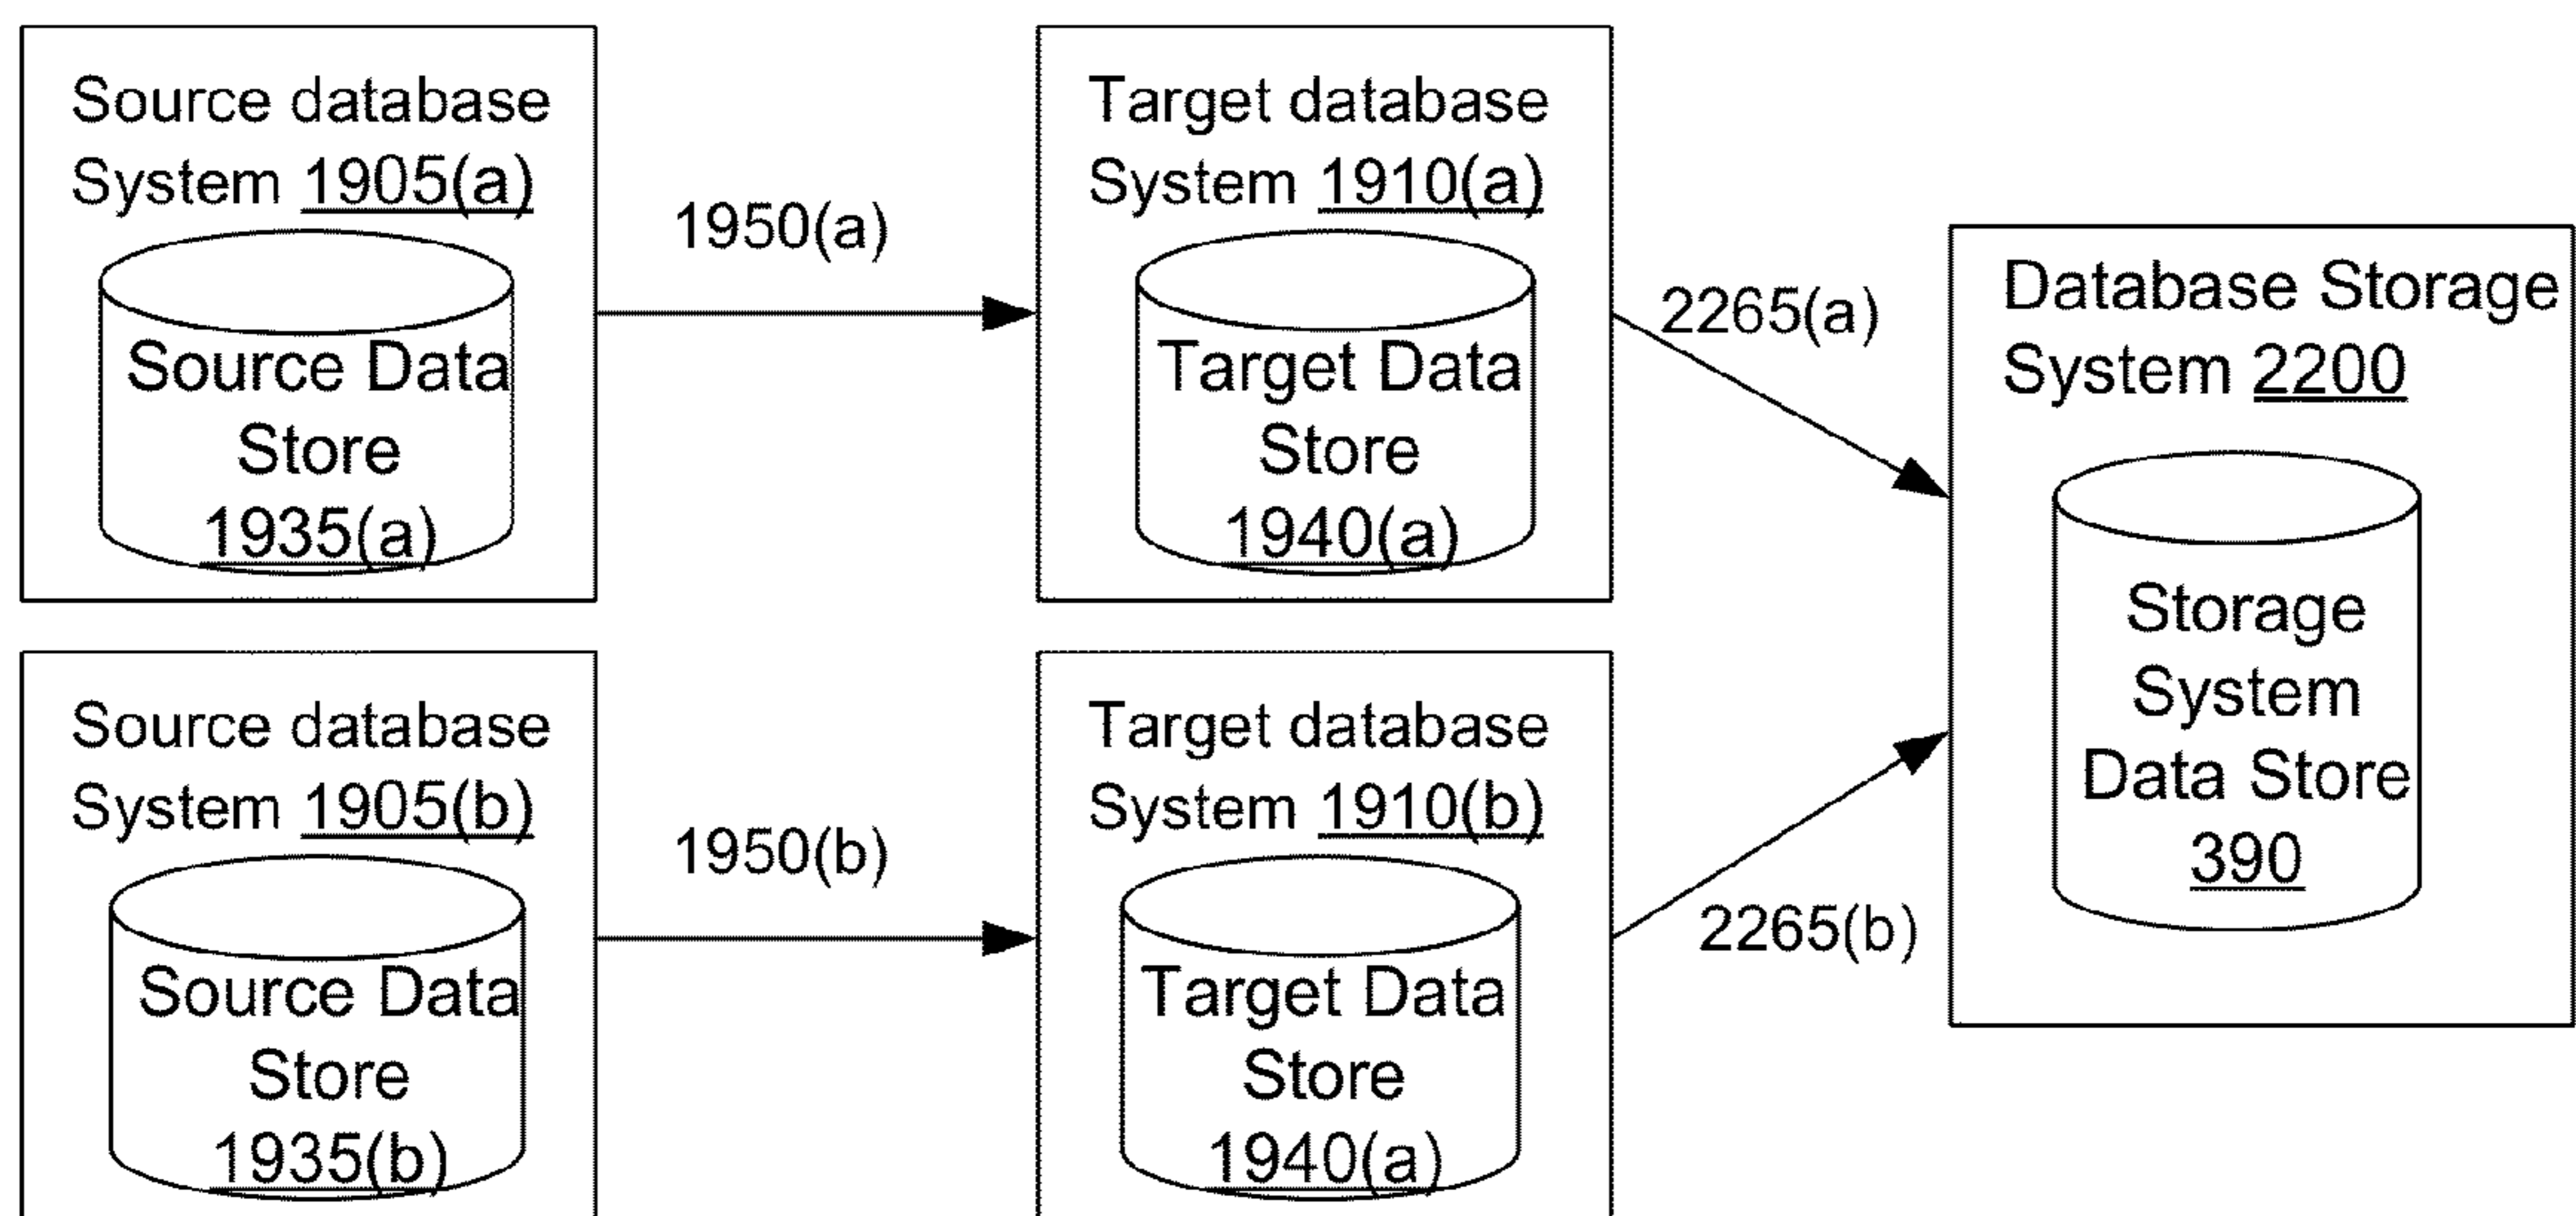 Source database
System 1905(a)
Source Data
Store
1935(a)
1950(a)
Target database
System 1910(a)
Target Data
Store
1940(a)
2265(a)
Database Storage
System 2200
Storage
System
Data Store
390
Source database
System 1905(b)
Source Data
Store
1935(b)
1950(b)
Target database
System 1910(b)
Target Data
Store
1940(a)
2265(b)